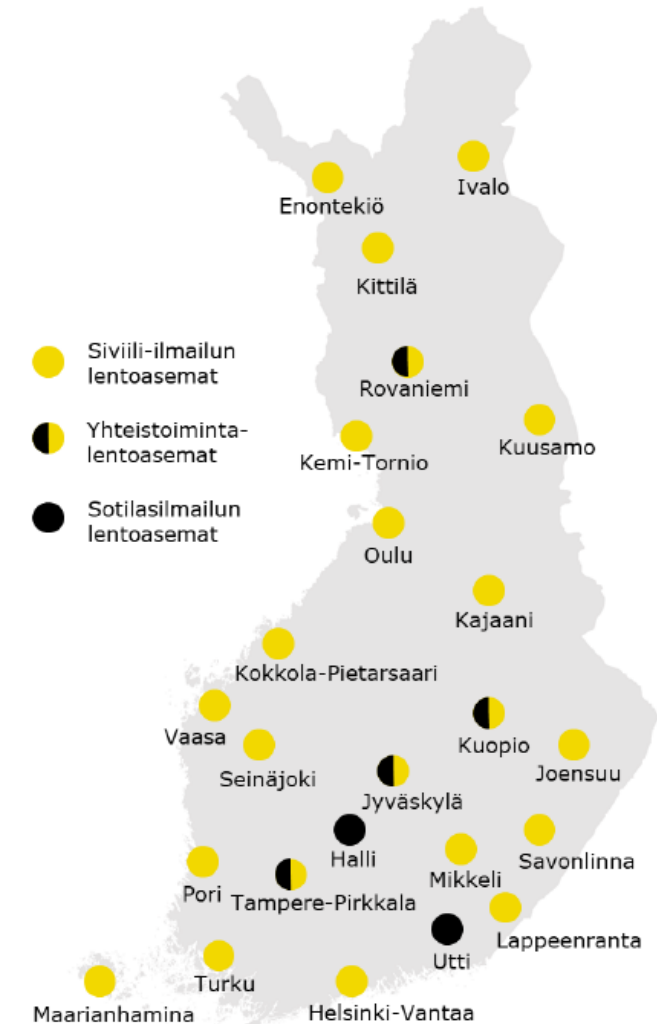 Ivalo
Enontekiö
Kittilä
Siviili-ilmailun
lentoasemat
Rovaniemi
Yhteistoiminta-
lentoasemat
Kuusamo
Kemi-Tornio
Sotilasilmailun
lentoasemat
Oulu
Kajaani
Kokkola-Pietarsaari
Vaasa
Kuopio
Seinäjoki
Joensuu
Jyväskylä
Halli
Savonlinna
Mikkeli
Pori
Tampere-Pirkkala
Lappeenranta
Utti
Turku
Maarianhamina
Helsinki-Vantaa